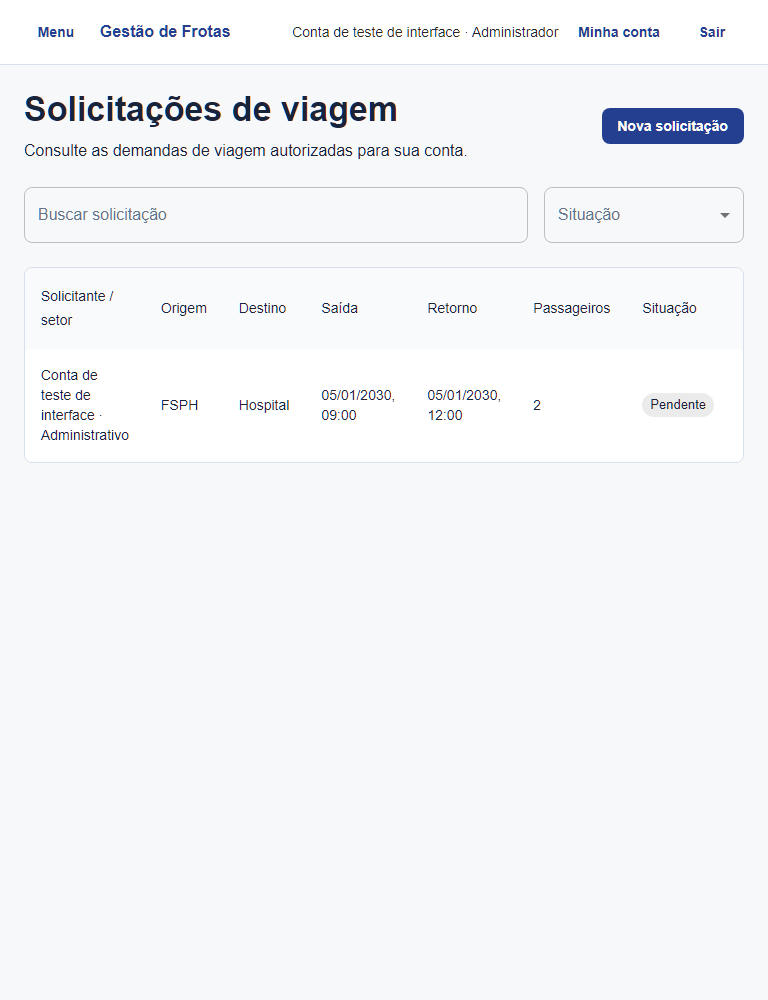 Menu Gestão de Frotas Conta de teste de interface · Administrador Minha conta Sair
Solicitações de viagem
Nova solicitação
Consulte as demandas de viagem autorizadas para sua conta.
Buscar solicitação Situação
Solicitante / setor Origem Destino Saída Retorno Passageiros Situação
Conta de teste de interface · Administrativo FSPH Hospital 05/01/2030, 09:00 05/01/2030, 12:00 2 Pendente